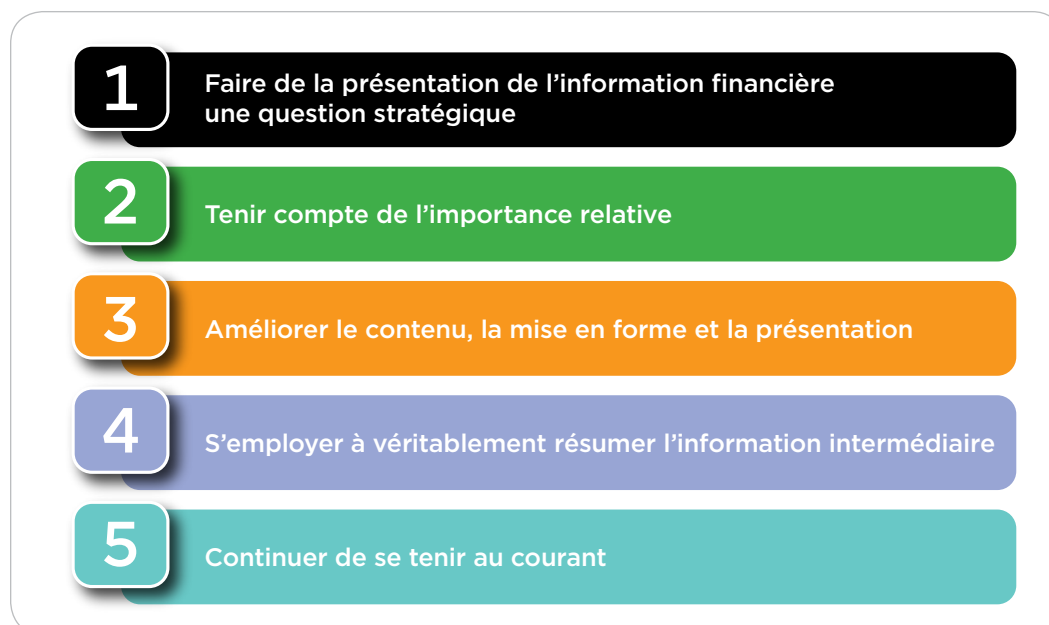 1
Faire de la présentation de l’information financière
une question stratégique
2
Tenir compte de l’importance relative
3
Améliorer le contenu, la mise en forme et la présentation
4
S’employer à véritablement résumer l’information intermédiaire
5
Continuer de se tenir au courant